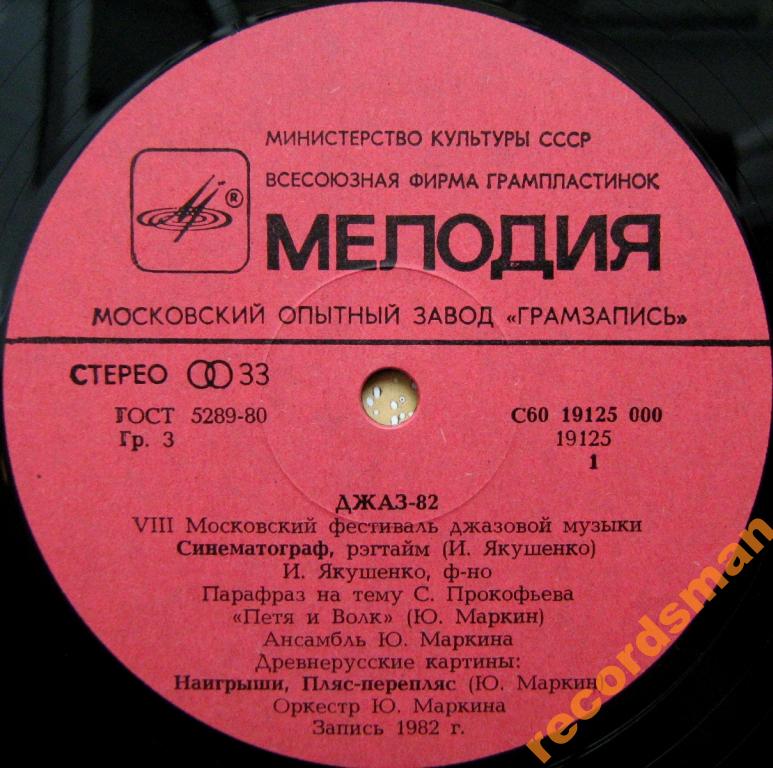 МИНИСТЕРСТВО КУЛЬТУРЫ СССР
ВСЕСОЮЗНАЯ ФИРМА ГРАМПЛАСТИНОК
®
МЕЛОДИЯ
МОСКОВСКИЙ ОПЫТНЫЙ ЗАВОД «ГРАМЗАПИСЬ»
СТЕРЕО 33
ГОСТ 5289-80
Гр. 3
С60 19125 000
19125
1
ДЖАЗ-82
VIII Московский фестиваль джазовой музыки
Синематограф, рэгтайм (И. Якушенко)
И. Якушенко, ф-но
Парафраз на тему С. Прокофьева
«Петя и Волк» (Ю. Маркин)
Ансамбль Ю. Маркина
Древнерусские картины:
Наигрыши, Пляс-перепляс (Ю. Маркин
Оркестр Ю. Маркина
Запись 1982 г.
recordsman